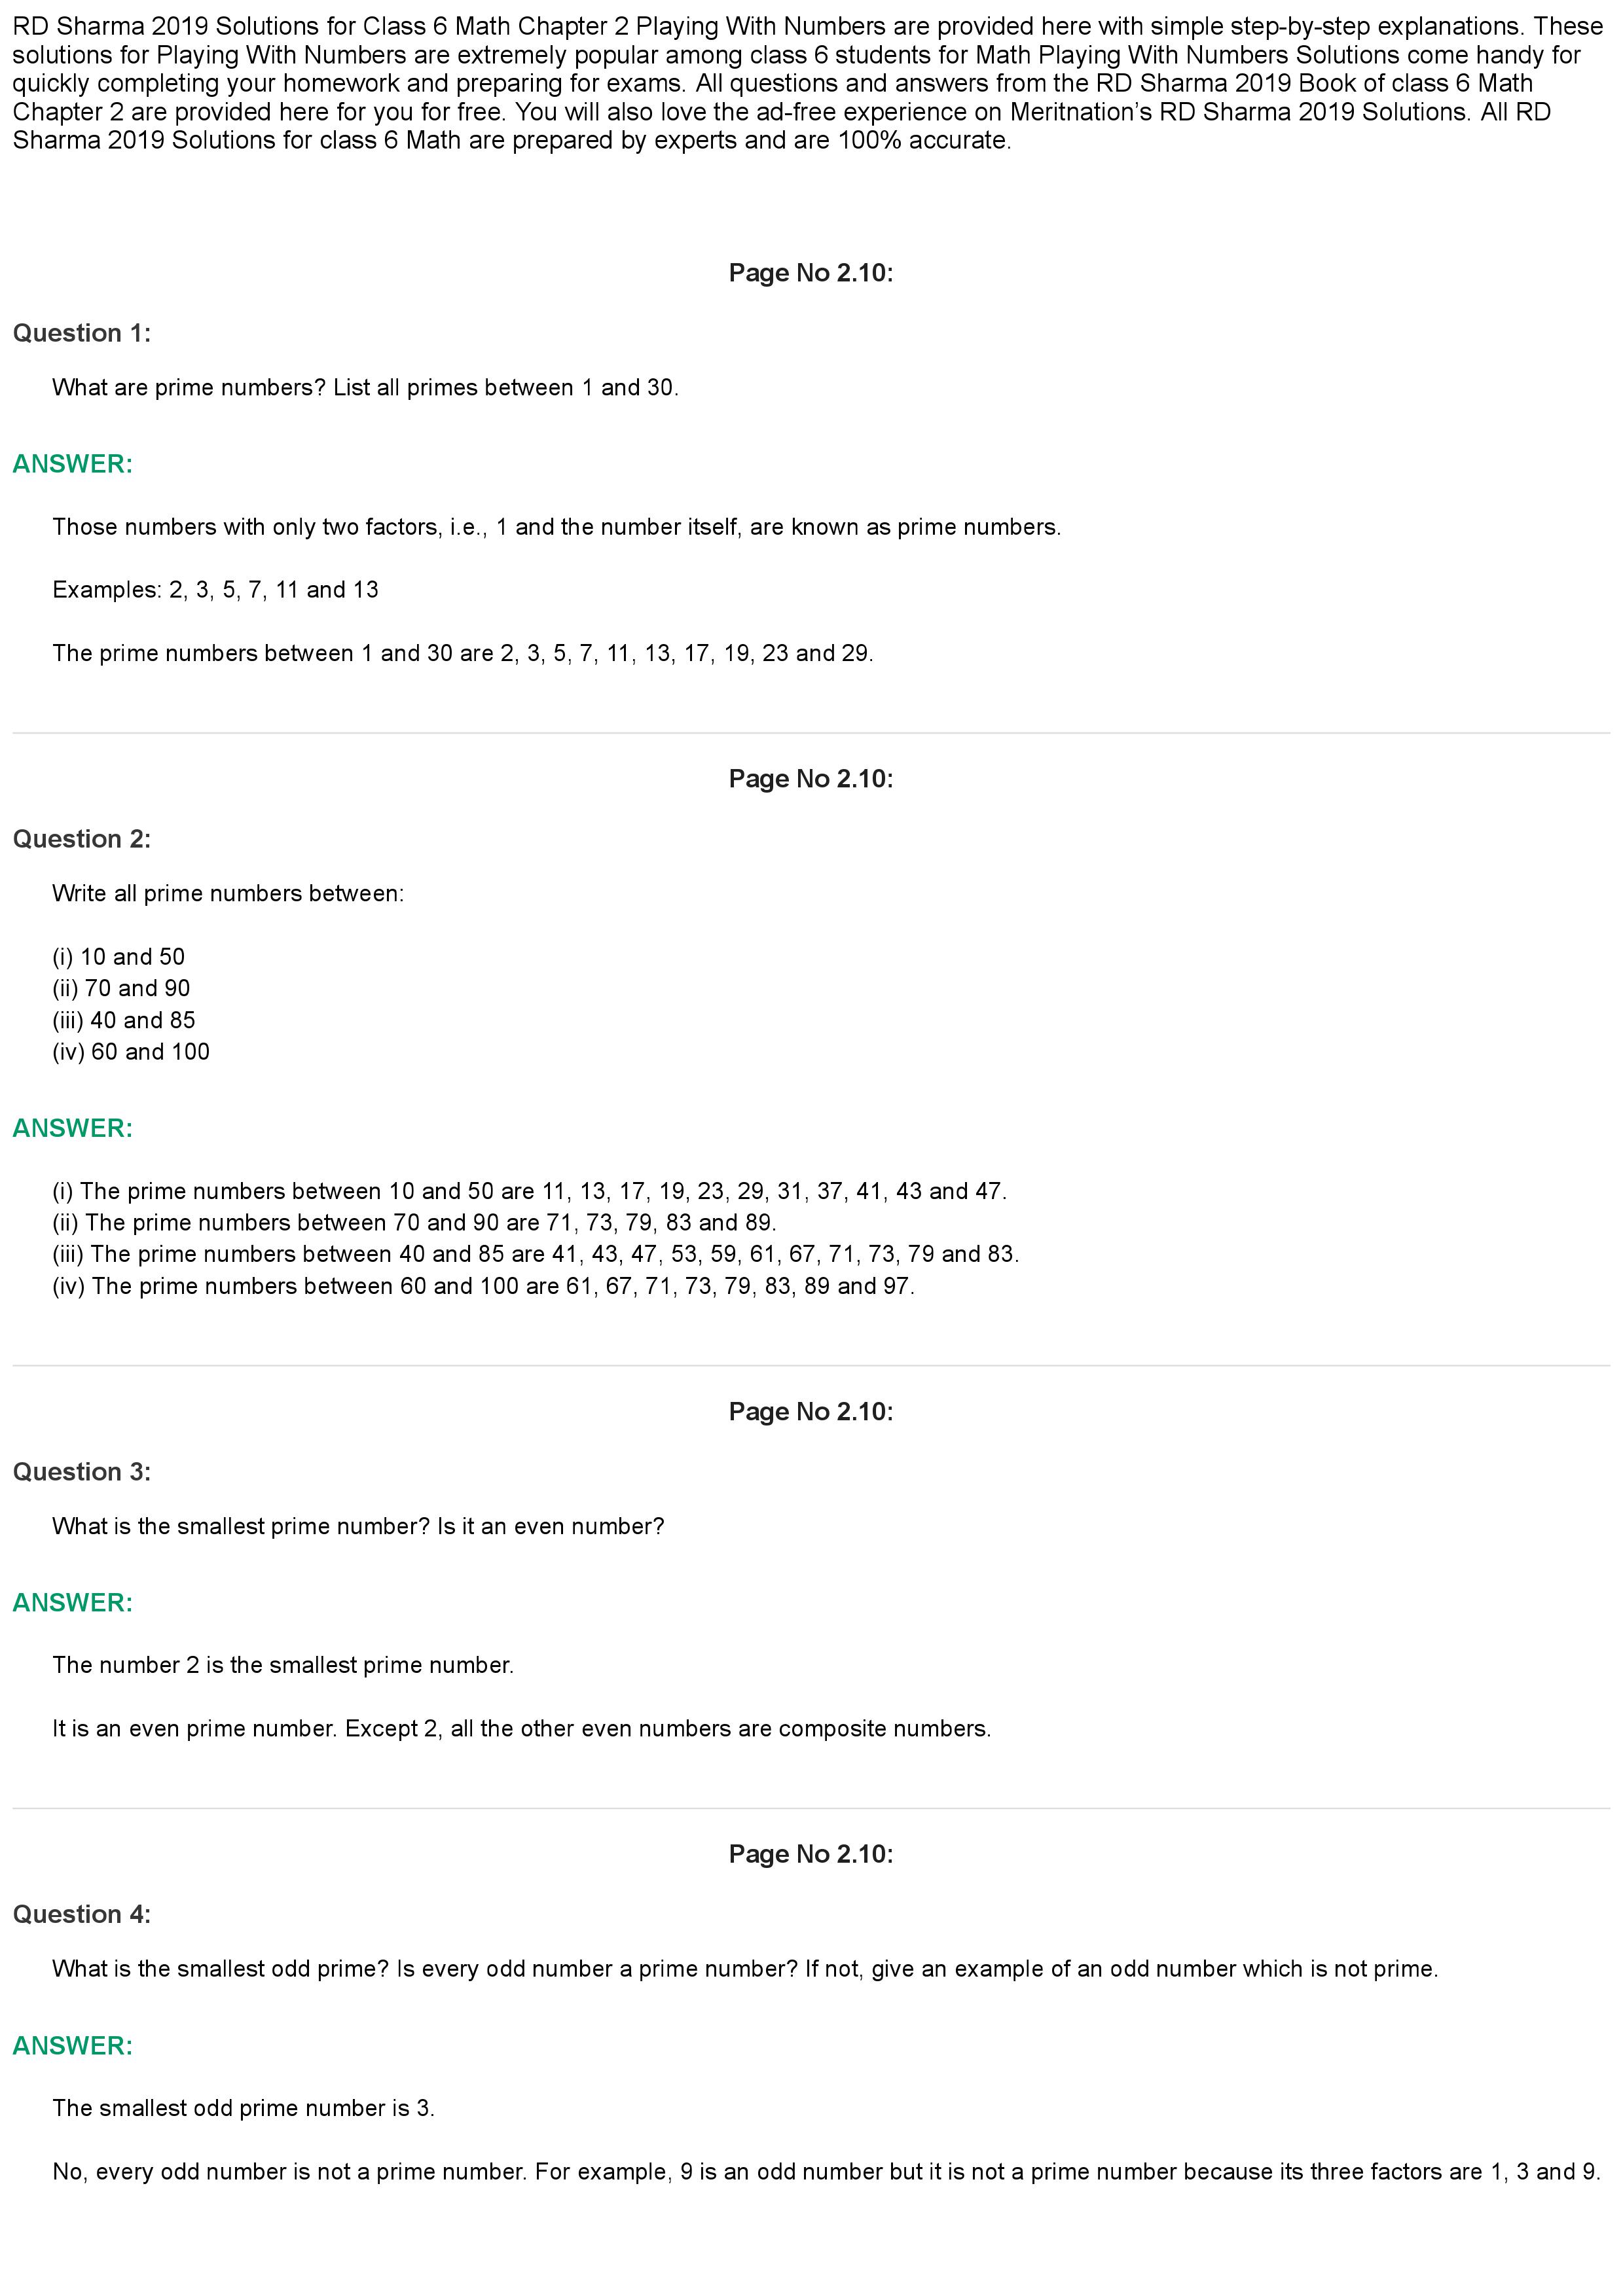 RD Sharma 2019 Solutions for Class 6 Math Chapter 2 Playing With Numbers are provided here with simple step-by-step explanations. These
solutions for Playing With Numbers are extremely popular among class 6 students for Math Playing With Numbers Solutions come handy for
quickly completing your homework and preparing for exams. All questions and answers from the RD Sharma 2019 Book of class 6 Math
Chapter 2 are provided here for you for free. You will also love the ad-free experience on Meritnation’s RD Sharma 2019 Solutions. All RD
Sharma 2019 Solutions for class 6 Math are prepared by experts and are 100% accurate.
Page No 2.10:
Question 1:
What are prime numbers? List all primes between 1 and 30.
ANSWER:
Those numbers with only two factors, i.e., 1 and the number itself, are known as prime numbers.
Examples: 2, 3, 5, 7, 11 and 13
The prime numbers between 1 and 30 are 2, 3, 5, 7, 11, 13, 17, 19, 23 and 29.
Page No 2.10:
Question 2:
Write all prime numbers between:
(i) 10 and 50
(ii) 70 and 90
(iii) 40 and 85
(iv) 60 and 100
ANSWER:
(i) The prime numbers between 10 and 50 are 11, 13, 17, 19, 23, 29, 31, 37, 41, 43 and 47.
(ii) The prime numbers between 70 and 90 are 71, 73, 79, 83 and 89.
(iii) The prime numbers between 40 and 85 are 41, 43, 47, 53, 59, 61, 67, 71, 73, 79 and 83.
(iv) The prime numbers between 60 and 100 are 61, 67, 71, 73, 79, 83, 89 and 97.
Page No 2.10:
Question 3:
What is the smallest prime number? Is it an even number?
ANSWER:
The number 2 is the smallest prime number.
It is an even prime number. Except 2, all the other even numbers are composite numbers.
Page No 2.10:
Question 4:
What is the smallest odd prime? Is every odd number a prime number? If not, give an example of an odd number which is not prime.
ANSWER:
The smallest odd prime number is 3.
No, every odd number is not a prime number. For example, 9 is an odd number but it is not a prime number because its three factors are 1, 3 and 9.